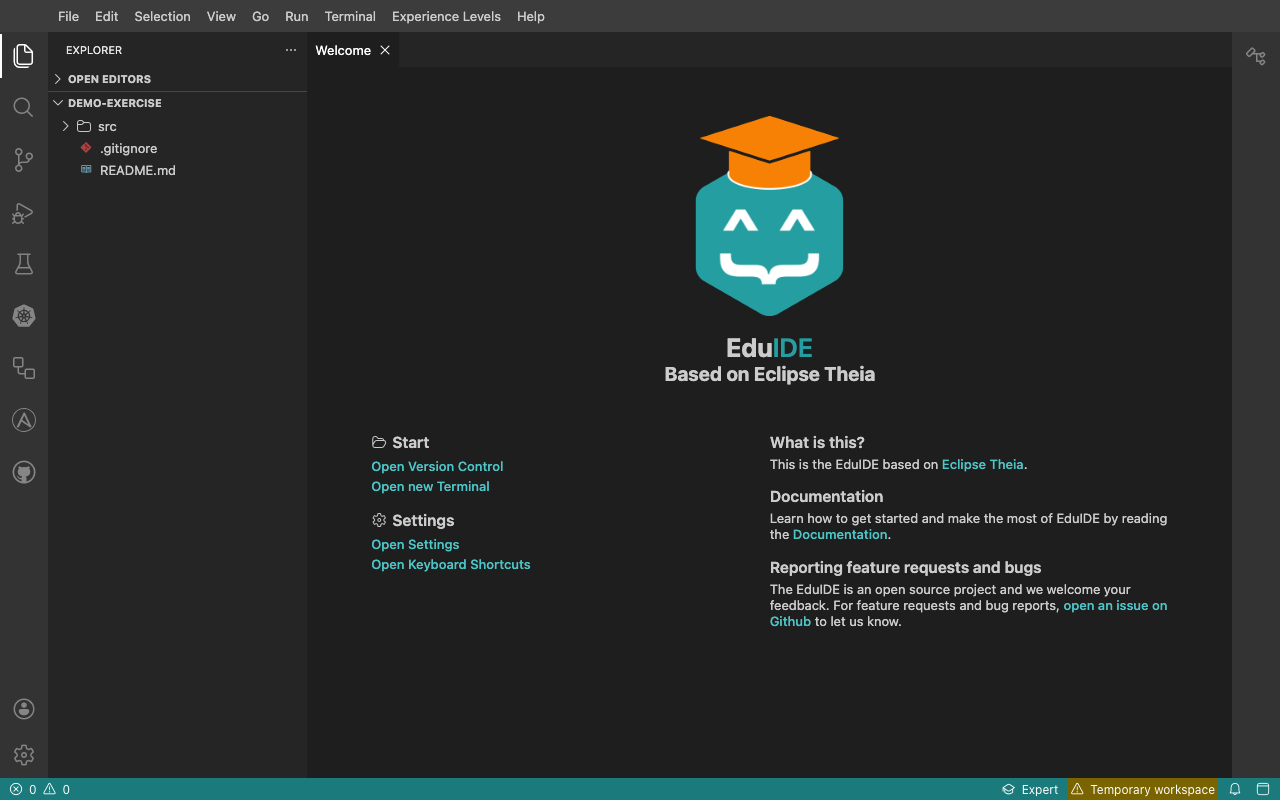 File Edit Selection View Go Run Terminal Experience Levels Help
EXPLORER
Welcome
OPEN EDITORS
DEMO-EXERCISE
src
.gitignore
README.md
EduIDE
Based on Eclipse Theia
Start
Open Version Control
Open new Terminal
Settings
Open Settings
Open Keyboard Shortcuts
What is this?
This is the EduIDE based on Eclipse Theia.
Documentation
Learn how to get started and make the most of EduIDE by reading
the Documentation.
Reporting feature requests and bugs
The EduIDE is an open source project and we welcome your
feedback. For feature requests and bug reports, open an issue on
Github to let us know.
0 0 Expert Temporary workspace